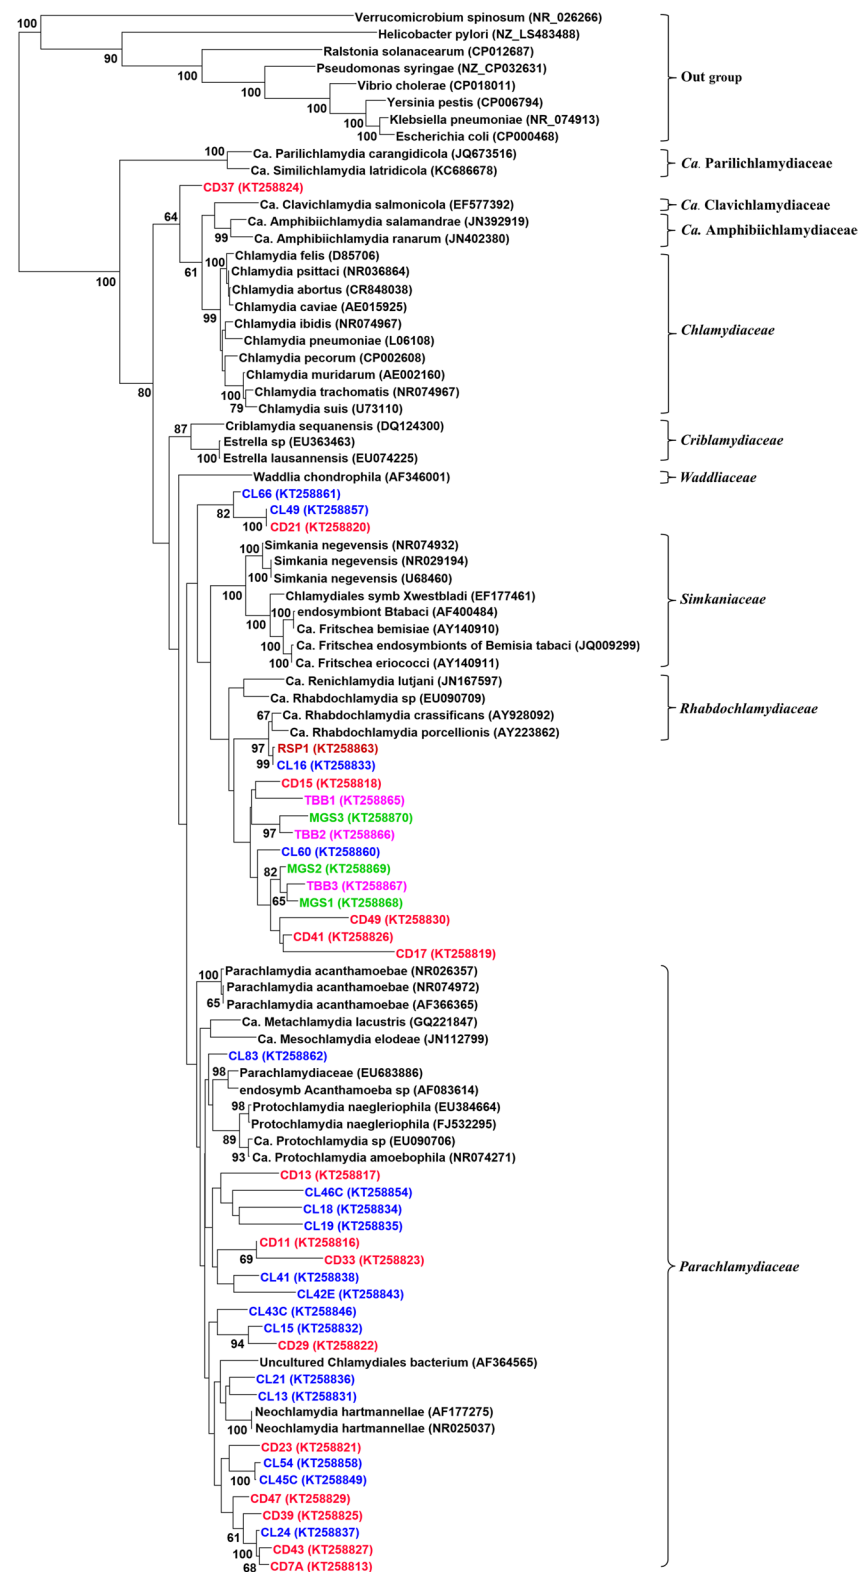 Verrucomicrobium spinosum (NR_026266)
100
Helicobacter pylori (NZ_LS483488)
Ralstonia solanacearum (CP012687)
90
Pseudomonas syringae (NZ_CP032631)
100
Out group
Vibrio cholerae (CP018011)
100
Yersinia pestis (CP006794)
100
Klebsiella pneumoniae (NR_074913)
100
Escherichia coli (CP000468)
100
Ca. Parilichlamydia carangidicola (JQ673516)
100
Ca. Parilichlamydiaceae
Ca. Similichlamydia latridicola (KC686678)
CD37 (KT258824)
Ca. Clavichlamydia salmonicola (EF577392)
Ca. Clavichlamydiaceae
64
Ca. Amphibiichlamydia salamandrae (JN392919)
Ca. Amphibiichlamydiaceae
99
Ca. Amphibiichlamydia ranarum (JN402380)
Chlamydia felis (D85706)
100
61
Chlamydia psittaci (NR036864)
100
Chlamydia abortus (CR848038)
Chlamydia caviae (AE015925)
99
Chlamydia ibidis (NR074967)
Chlamydiaceae
Chlamydia pneumoniae (L06108)
Chlamydia pecorum (CP002608)
Chlamydia muridarum (AE002160)
80
100
Chlamydia trachomatis (NR074967)
79
Chlamydia suis (U73110)
Criblamydia sequanensis (DQ124300)
87
Estrella sp (EU363463)
Criblamydiaceae
100
Estrella lausannensis (EU074225)
Waddlia chondrophila (AF346001)
Waddliaceae
CL66 (KT258861)
CL49 (KT258857)
82
100
CD21 (KT258820)
Simkania negevensis (NR074932)
100
Simkania negevensis (NR029194)
100
Simkania negevensis (U68460)
100
Chlamydiales symb Xwestbladi (EF177461)
Simkaniaceae
100
endosymbiont Btabaci (AF400484)
100
Ca. Fritschea bemisiae (AY140910)
100
Ca. Fritschea endosymbionts of Bemisia tabaci (JQ009299)
100
Ca. Fritschea eriococci (AY140911)
Ca. Renichlamydia lutjani (JN167597)
Ca. Rhabdochlamydia sp (EU090709)
Rhabdochlamydiaceae
67
Ca. Rhabdochlamydia crassificans (AY928092)
Ca. Rhabdochlamydia porcellionis (AY223862)
97
RSP1 (KT258863)
99
CL16 (KT258833)
CD15 (KT258818)
TBB1 (KT258865)
MGS3 (KT258870)
97
TBB2 (KT258866)
CL60 (KT258860)
82
MGS2 (KT258869)
TBB3 (KT258867)
65
MGS1 (KT258868)
CD49 (KT258830)
CD41 (KT258826)
CD17 (KT258819)
Parachlamydia acanthamoebae (NR026357)
100
Parachlamydia acanthamoebae (NR074972)
65
Parachlamydia acanthamoebae (AF366365)
Ca. Metachlamydia lacustris (GQ221847)
Ca. Mesochlamydia elodeae (JN112799)
CL83 (KT258862)
98
Parachlamydiaceae (EU683886)
endosymb Acanthamoeba sp (AF083614)
98
Protochlamydia naegleriophila (EU384664)
Protochlamydia naegleriophila (FJ532295)
89
Ca. Protochlamydia sp (EU090706)
93
Ca. Protochlamydia amoebophila (NR074271)
CD13 (KT258817)
CL46C (KT258854)
CL18 (KT258834)
CL19 (KT258835)
CD11 (KT258816)
69
CD33 (KT258823)
Parachlamydiaceae
CL41 (KT258838)
CL42E (KT258843)
CL43C (KT258846)
CL15 (KT258832)
94
CD29 (KT258822)
Uncultured Chlamydiales bacterium (AF364565)
CL21 (KT258836)
CL13 (KT258831)
Neochlamydia hartmannellae (AF177275)
100
Neochlamydia hartmannellae (NR025037)
CD23 (KT258821)
CL54 (KT258858)
100
CL45C (KT258849)
CD47 (KT258829)
CD39 (KT258825)
61
CL24 (KT258837)
100
CD43 (KT258827)
68
CD7A (KT258813)